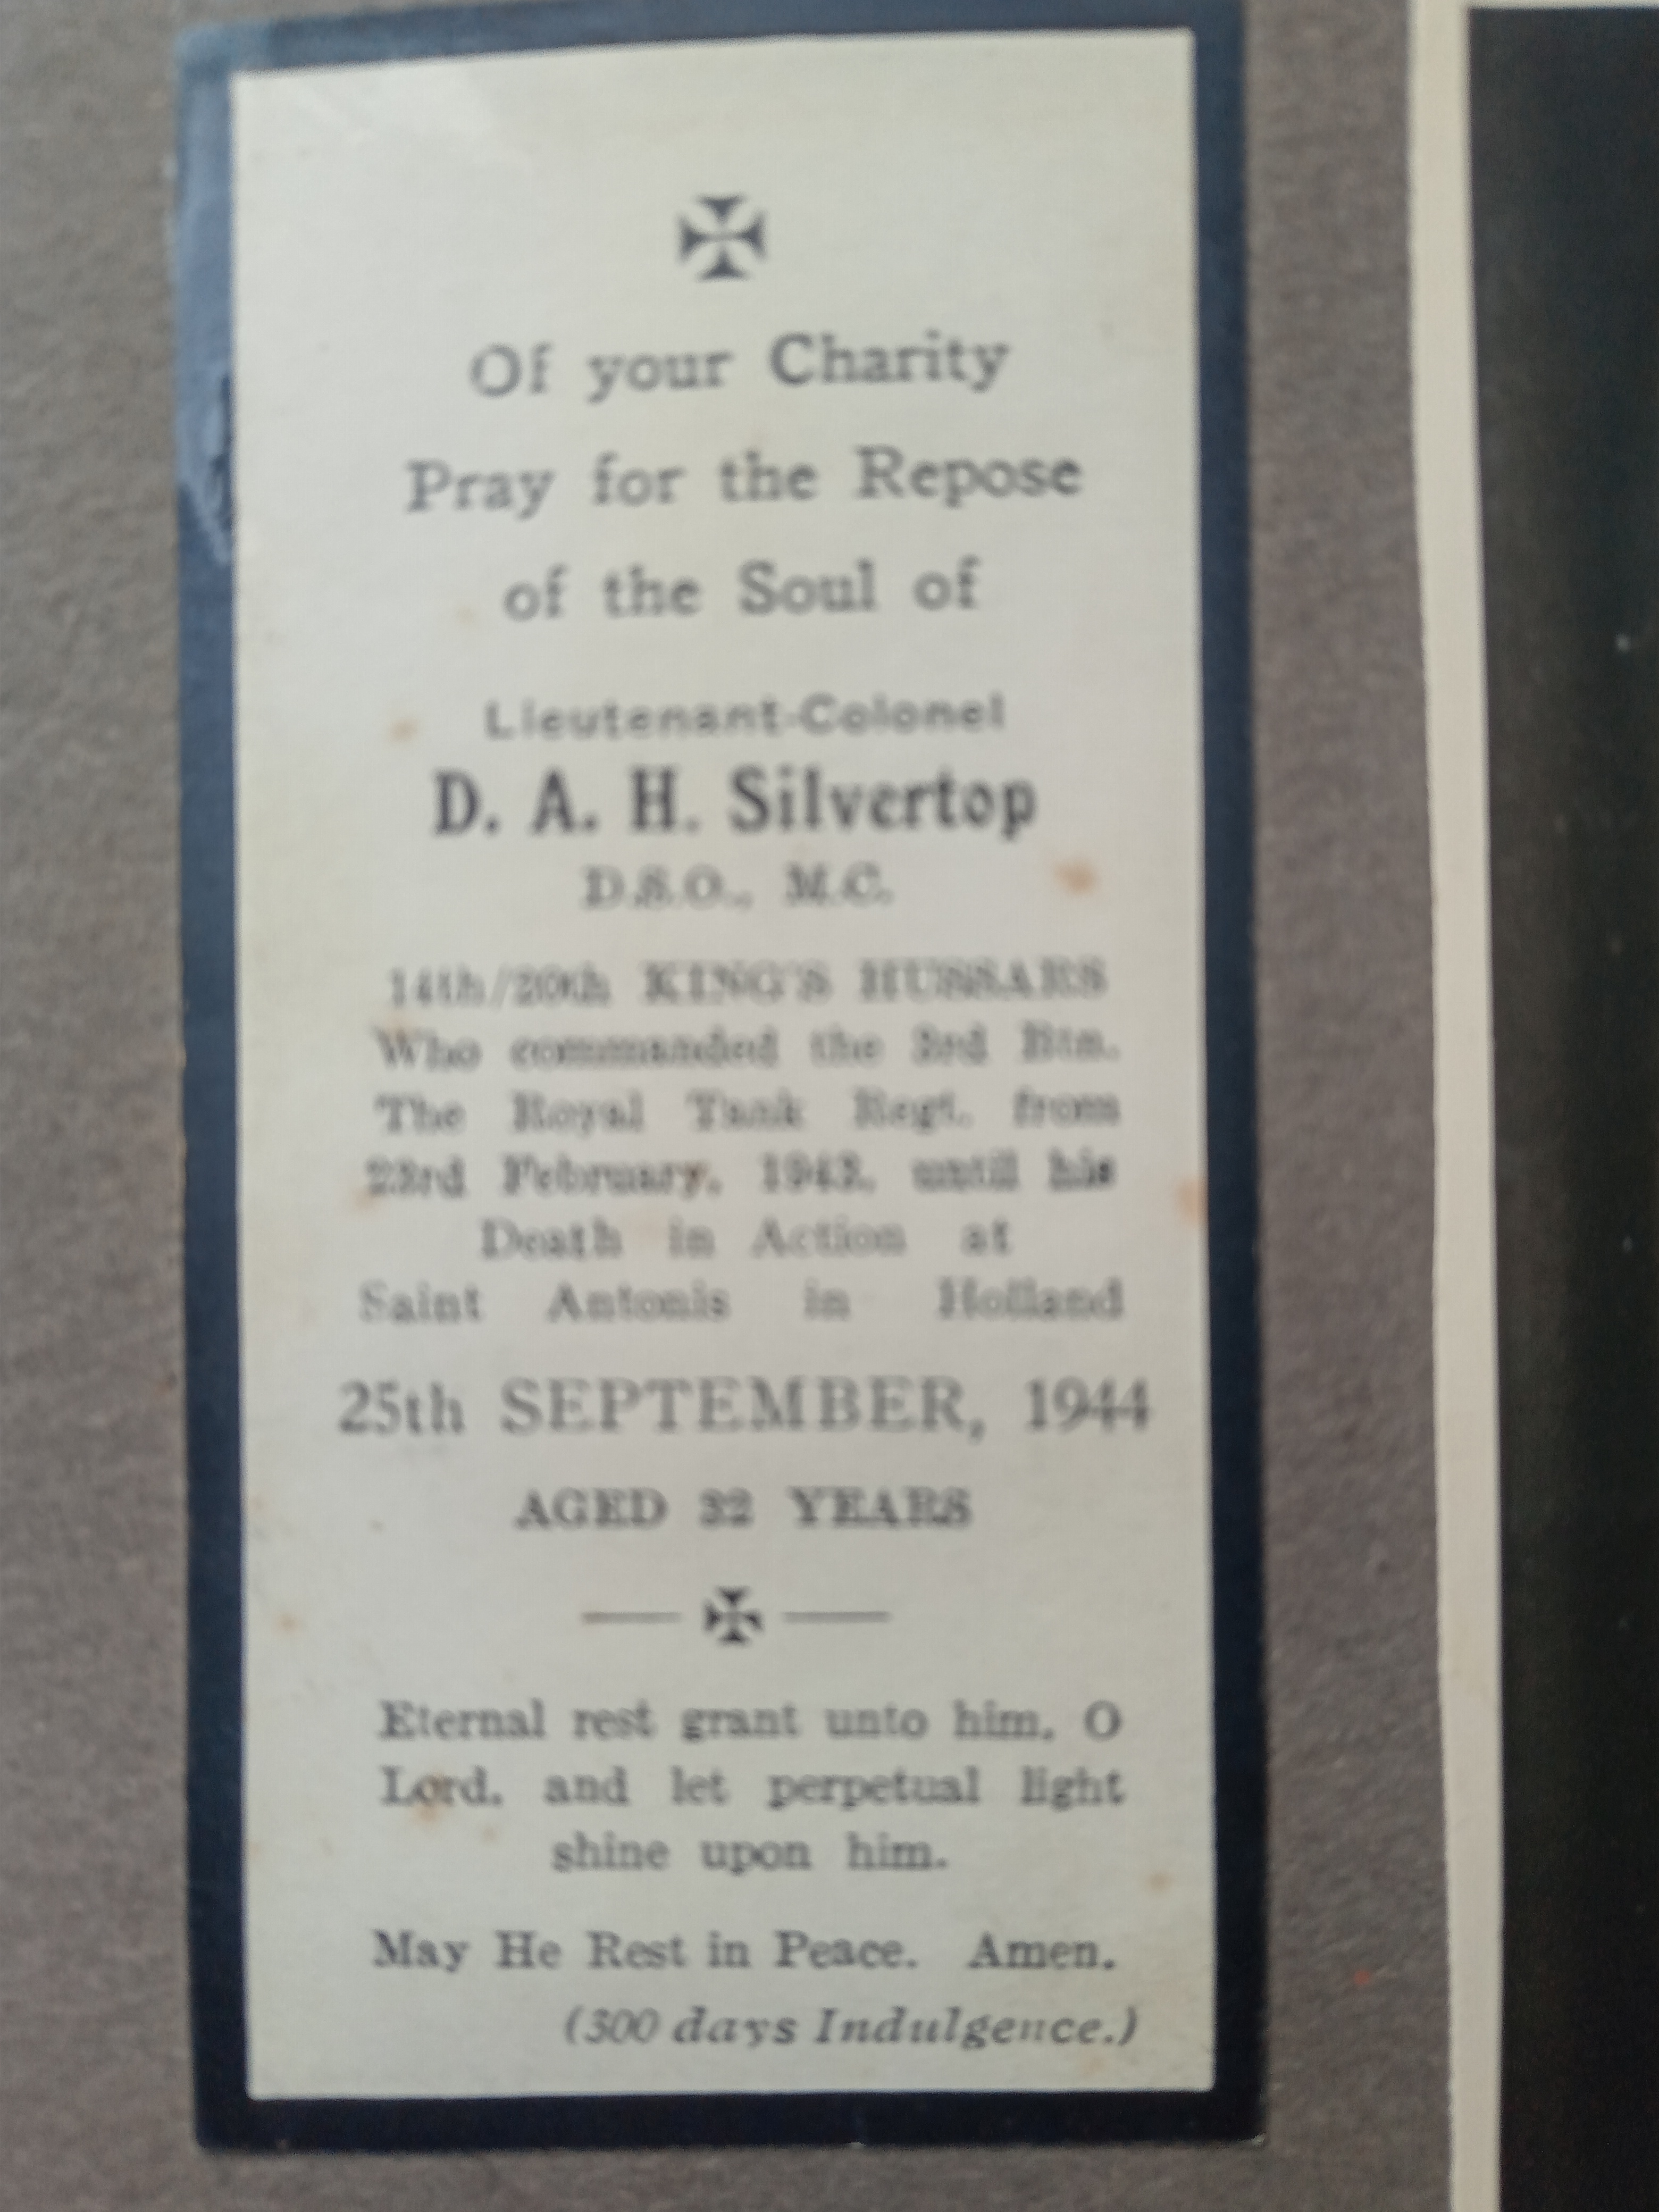 Of your Charity
Pray for the Repose
of the Soul of
Lieutenant-Colonel
D. A. H. Silvertop
D.S.O., M.C.
14th/20th KING'S HUSSARS
Who commanded the 3rd Btn.
The Royal Tank Regt. from
23rd February, 1943, until his
Death in Action at
Saint Antonis in Holland
25th SEPTEMBER, 1944
AGED 32 YEARS
Eternal rest grant unto him, O
Lord, and let perpetual light
shine upon him.
May He Rest in Peace. Amen.
(300 days Indulgence.)